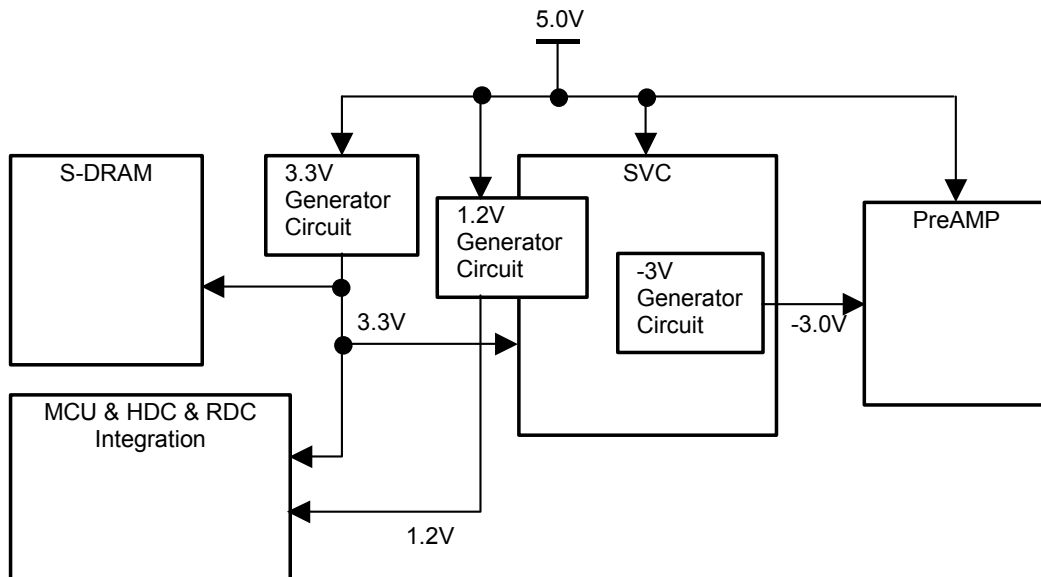 5.0V
S-DRAM
3.3V
Generator
Circuit
SVC
1.2V
Generator
Circuit
PreAMP
-3V
Generator
Circuit
3.3V
-3.0V
MCU & HDC & RDC
Integration
1.2V